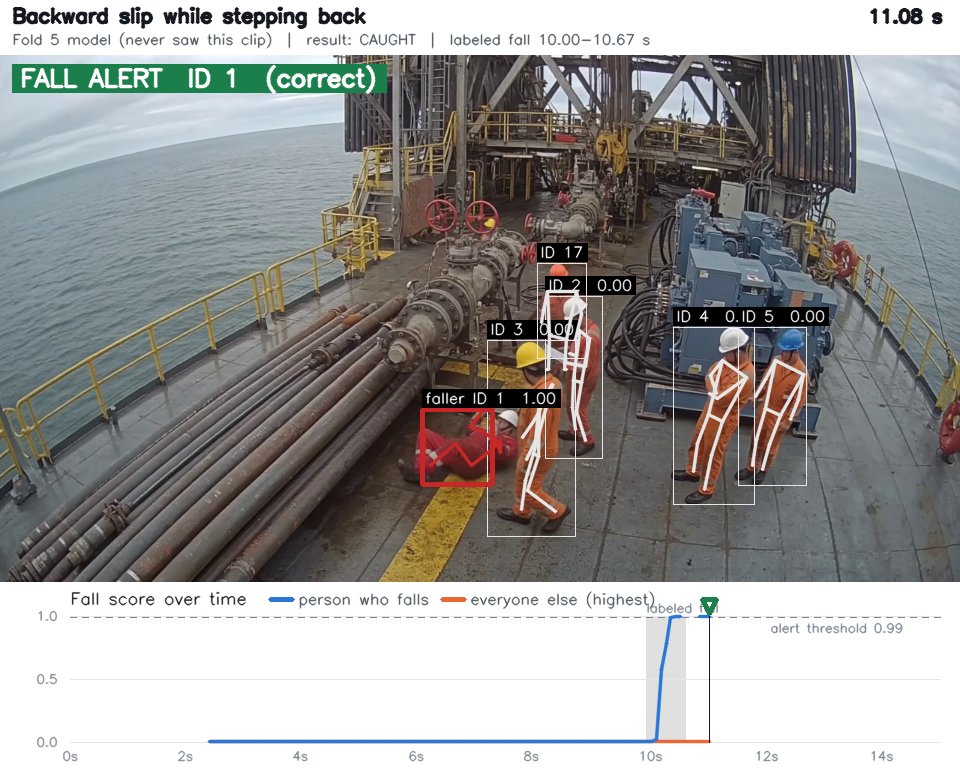 Backward slip while stepping back
11.08 s
Fold 5 model (never saw this clip) | result: CAUGHT | labeled fall 10.00–10.67 s
FALL ALERT ID 1 (correct)
ID 17
ID 2 0.00
ID 3 0.00
ID 4 0.
ID 5 0.00
faller ID 1 1.00
Fall score over time
person who falls
everyone else (highest)
labeled
1.0
alert threshold 0.99
0.5
0.0
0s 2s 4s 6s 8s 10s 12s 14s